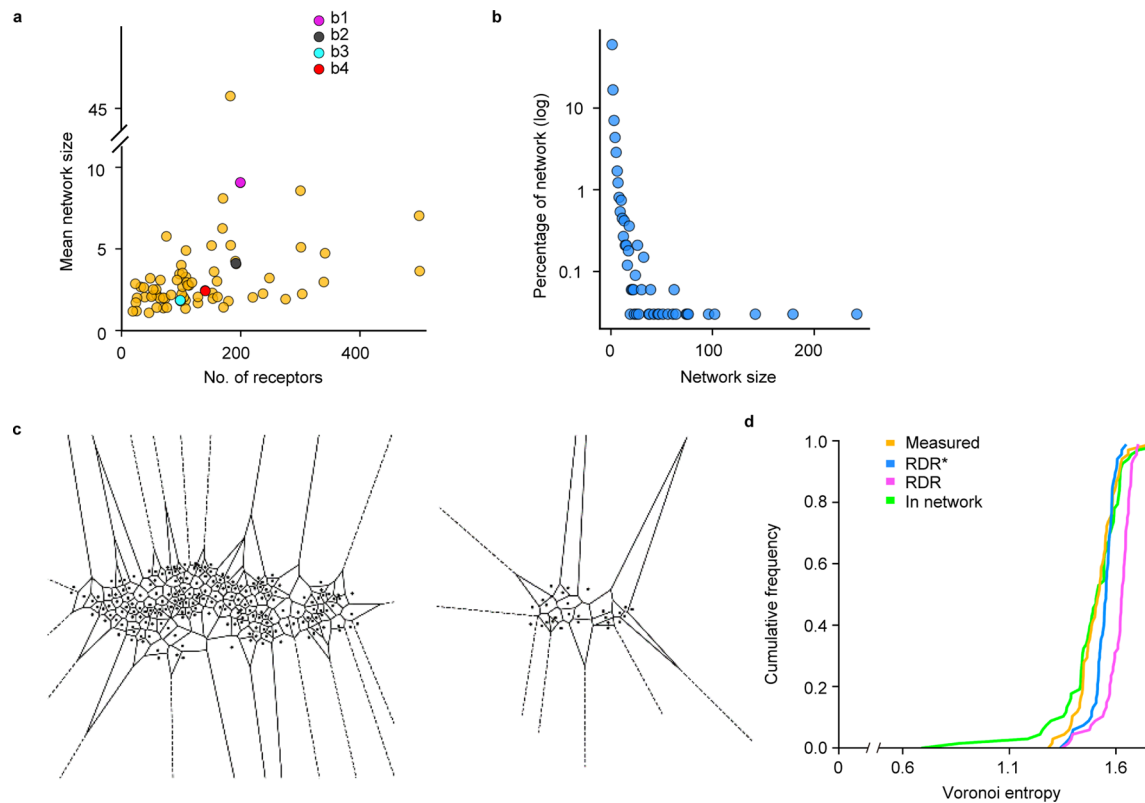 a
b1
b2
b3
b4
45
10
5
0
Mean network size
0
200
400
No. of receptors
b
10
1
0.1
Percentage of network (log)
0
100
200
Network size
c
d
Measured
RDR*
RDR
In network
1.0
0.8
0.6
0.4
0.2
0.0
Cumulative frequency
0
0.6
1.1
1.6
Voronoi entropy